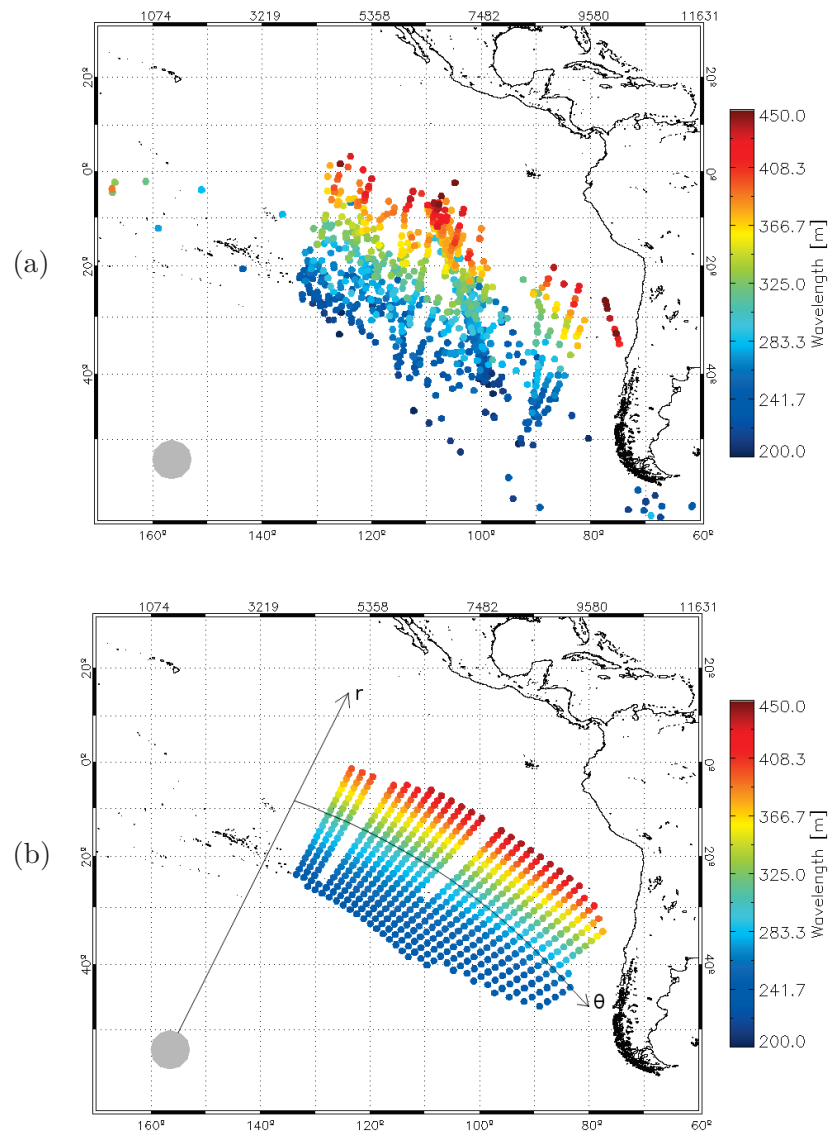 1074 3219 5358 7482 9580 11631
20º 20º
0º 0º
20º 20º
40º 40º
160º 140º 120º 100º 80º 60º
(a)
450.0
408.3
366.7
325.0
283.3
241.7
200.0
Wavelength [m]
1074 3219 5358 7482 9580 11631
20º 20º
0º 0º
20º 20º
40º 40º
160º 140º 120º 100º 80º 60º
r
θ
(b)
450.0
408.3
366.7
325.0
283.3
241.7
200.0
Wavelength [m]